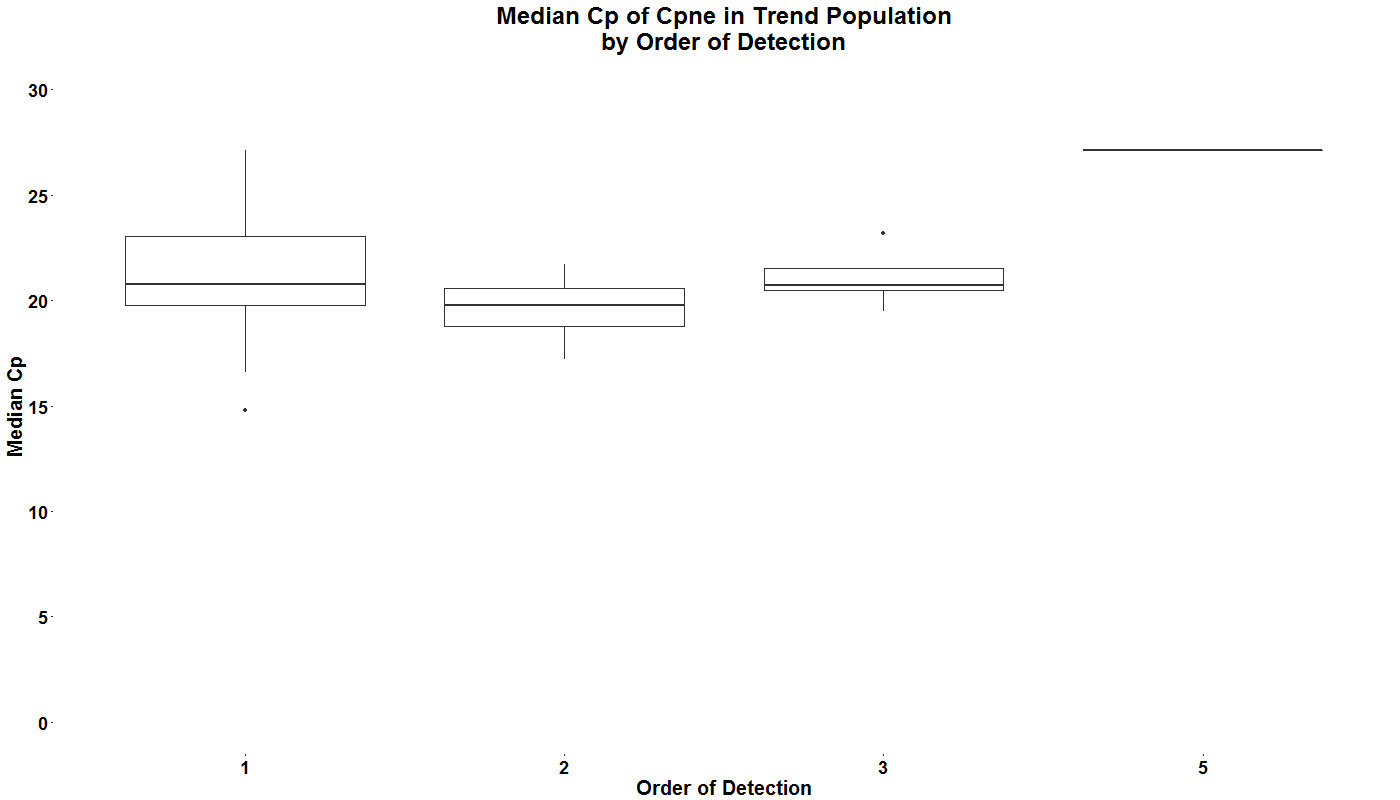 Median Cp of Cpne in Trend Population
by Order of Detection
30
25
20
15
10
5
0
Median Cp
1 2 3 5
Order of Detection